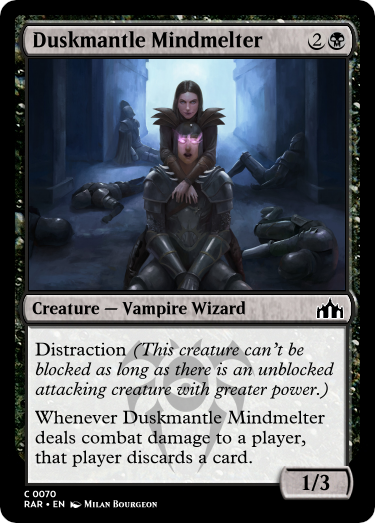 Duskmantle Mindmelter 2
Creature — Vampire Wizard
Distraction (This creature can't be
blocked as long as there is an unblocked
attacking creature with greater power.)
Whenever Duskmantle Mindmelter
deals combat damage to a player,
that player discards a card.
1/3
C 0070
RAR • EN Milan Bourgeon